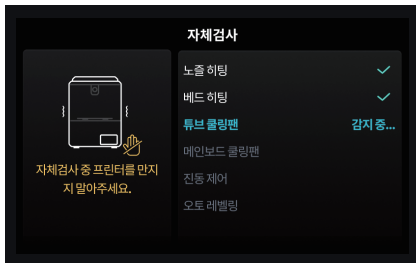 자체검사
노즐 히팅
베드 히팅
튜브 쿨링팬 감지 중...
메인보드 쿨링팬
진동 제어
오토 레벨링
자체검사 중 프린터를 만지
지 말아주세요.